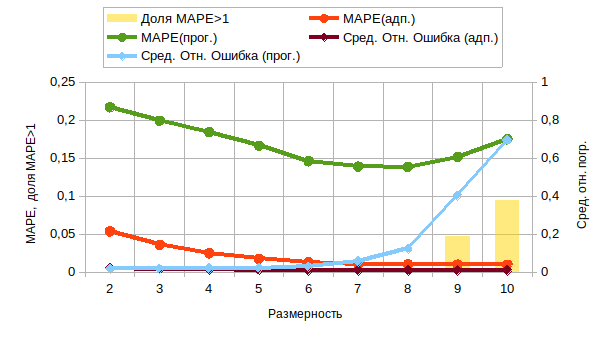 Доля MAPE>1 MAPE(адп.)
MAPE(прог.) Сред. Отн. Ошибка (адп.)
Сред. Отн. Ошибка (прог.)
0,25 1
0,2 0,8
0,15 0,6
0,1 0,4
0,05 0,2
0 0
MAPE, доля MAPE>1
Сред. отн. погр.
2 3 4 5 6 7 8 9 10
Размерность